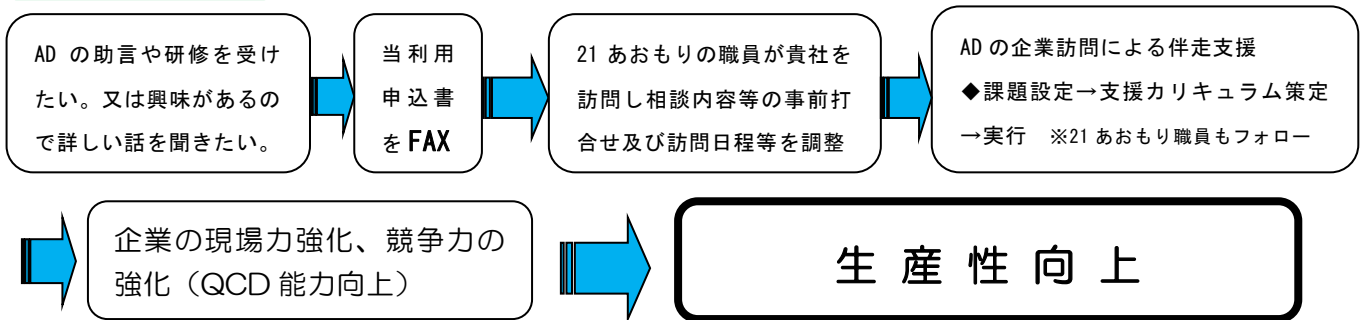 AD の助言や研修を受け
たい。又は興味があるの
で詳しい話を聞きたい。
当利用
申込書
を FAX
21 あおもりの職員が貴社を
訪問し相談内容等の事前打
合せ及び訪問日程等を調整
AD の企業訪問による伴走支援
◆課題設定→支援カリキュラム策定
→実行　※21 あおもり職員もフォロー
企業の現場力強化、競争力の
強化（QCD 能力向上）
生産性向上